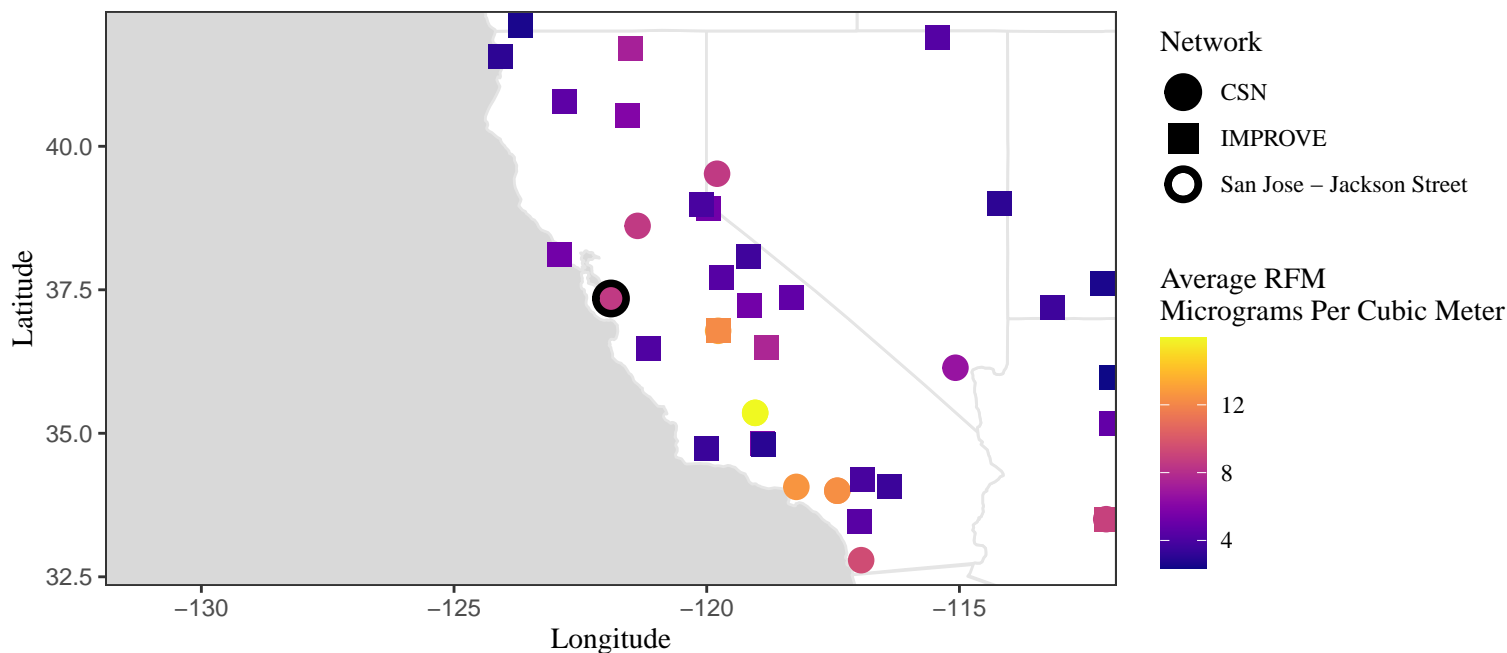 Latitude
40.0
37.5
35.0
32.5
−130
−125
−120
−115
Longitude
Network
CSN
IMPROVE
San Jose − Jackson Street
Average RFM
Micrograms Per Cubic Meter
12
8
4